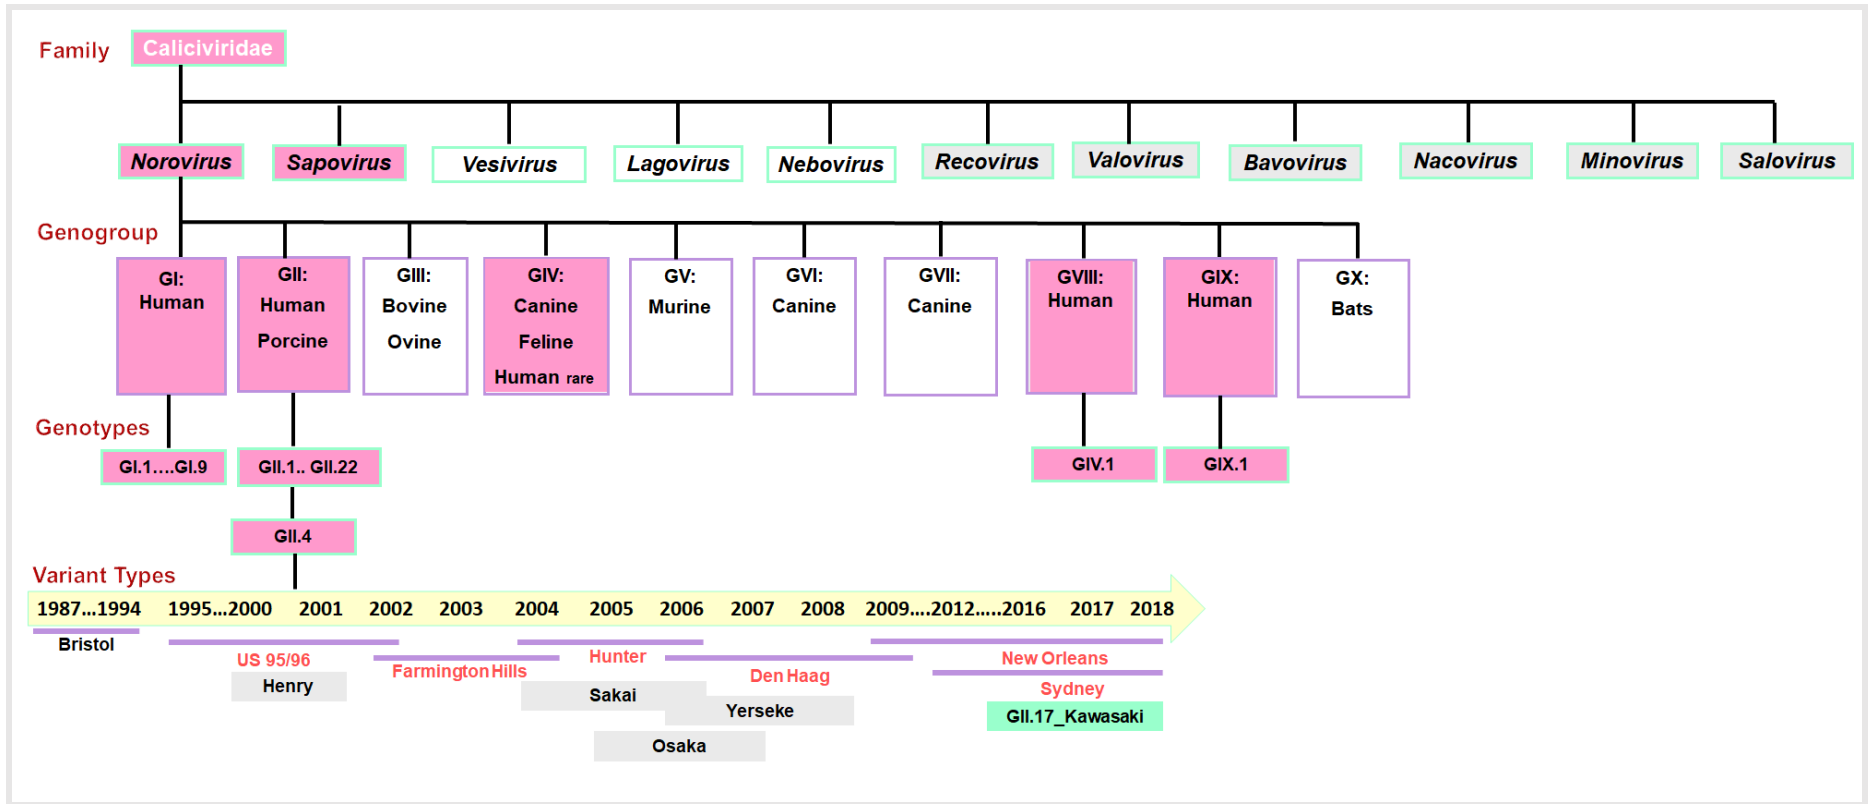 Family
Caliciviridae
Norovirus
Sapovirus
Vesivirus
Lagovirus
Nebovirus
Recovirus
Valovirus
Bavovirus
Nacovirus
Minovirus
Salovirus
Genogroup
GI:
Human
GII:
Human
Porcine
GIII:
Bovine
Ovine
GIV:
Canine
Feline
Human rare
GV:
Murine
GVI:
Canine
GVII:
Canine
GVIII:
Human
GIX:
Human
GX:
Bats
Genotypes
GI.1....GI.9
GII.1.. GII.22
GIV.1
GIX.1
GII.4
Variant Types
1987...1994 1995...2000 2001 2002 2003 2004 2005 2006 2007 2008 2009....2012.....2016 2017 2018
Bristol
US 95/96
Henry
Farmington Hills
Hunter
Sakai
Osaka
Den Haag
Yerseke
New Orleans
Sydney
GII.17_Kawasaki